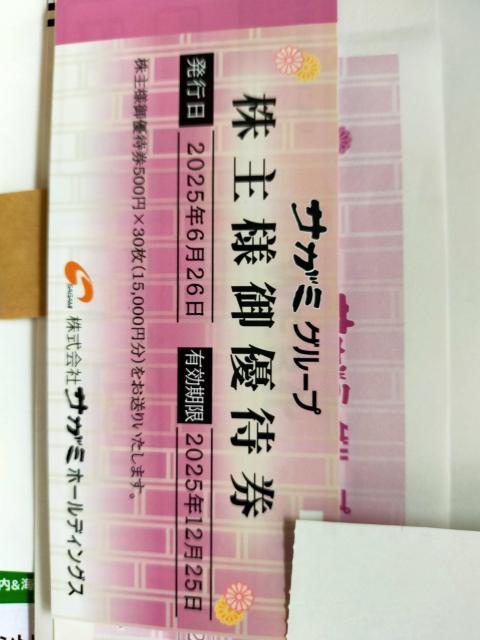 サガミグループ
株主様御優待券
発行日 2025年6月26日 有効期限 2025年12月25日
株主様御優待券500円×30枚(15,000円分)をお送りいたします。
SAGAMI 株式会社サガミホールディングス
内&海